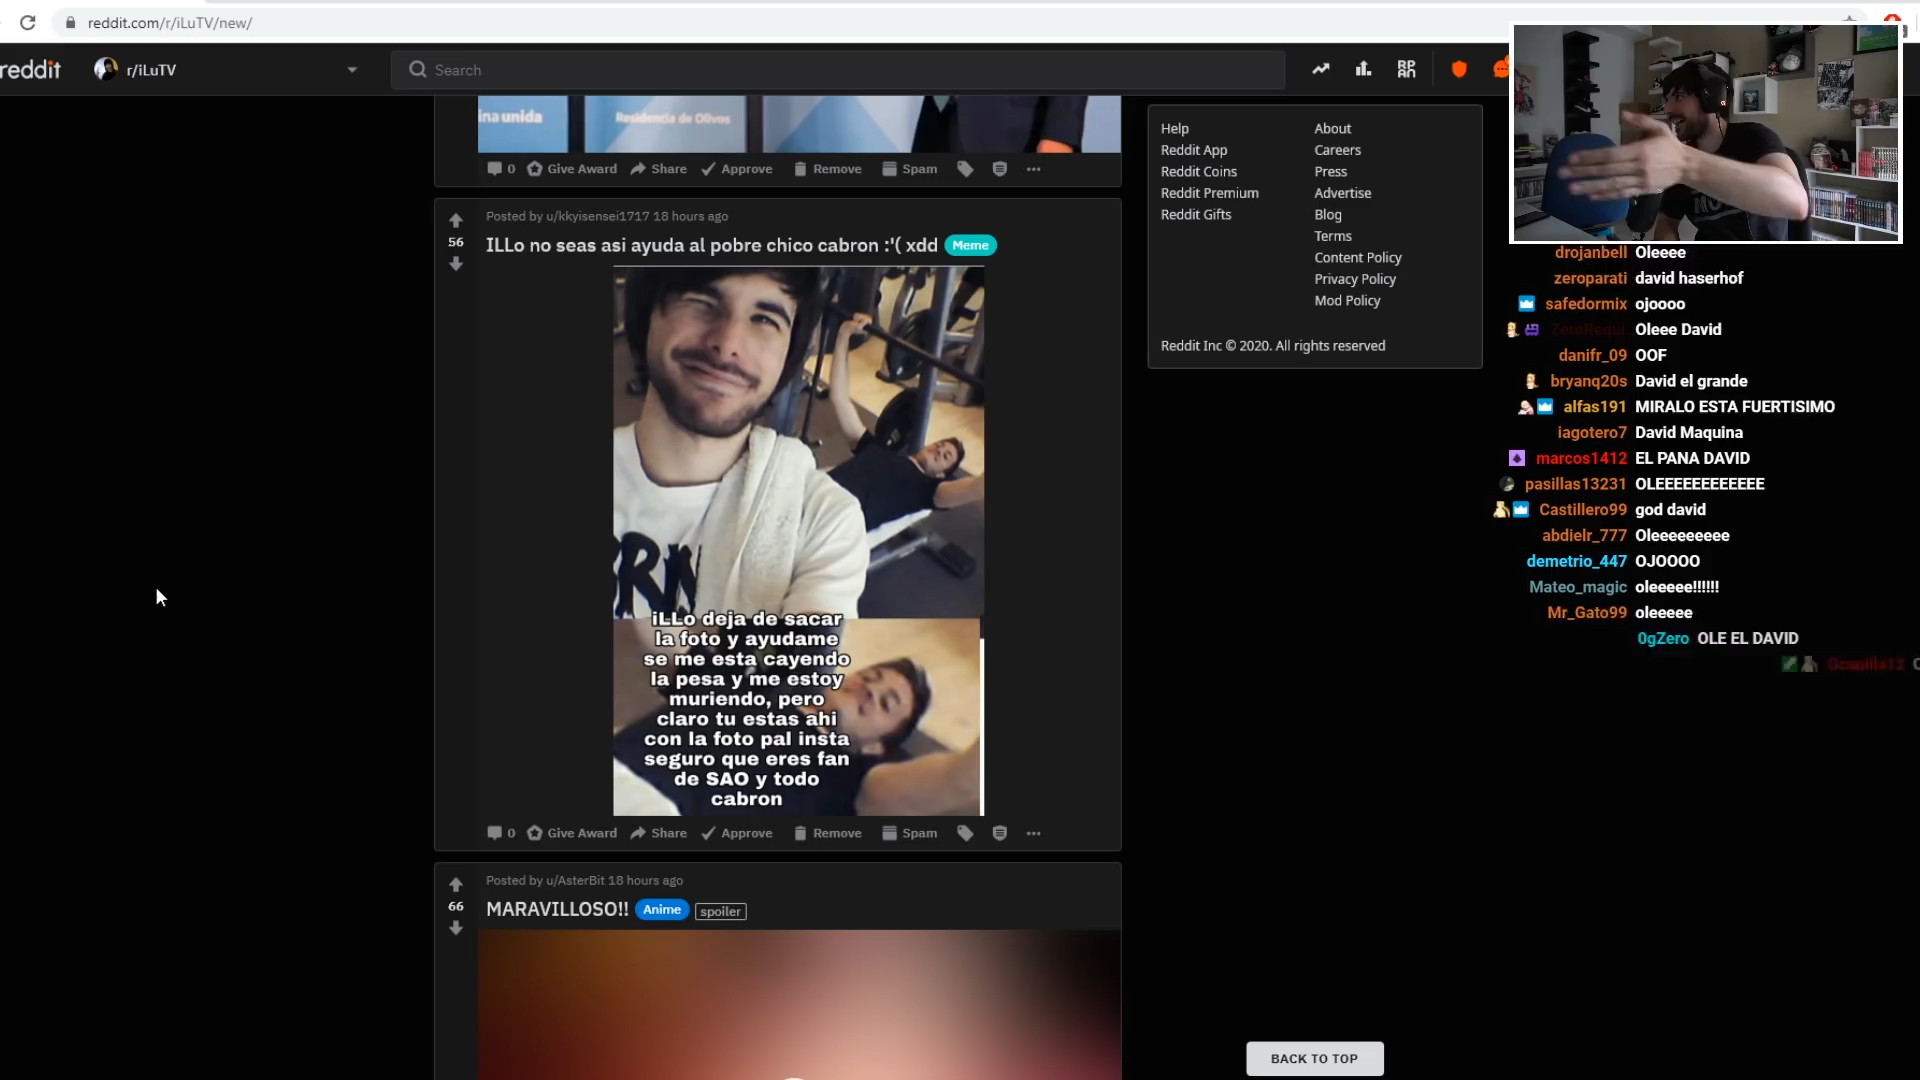 reddit.com/r/iLuTV/new/
reddit
r/iLuTV
Search
ina unida
Residencia de Olivos
0 Give Award Share Approve Remove Spam
Posted by u/kkyisensei1717 18 hours ago
56
ILLo no seas asi ayuda al pobre chico cabron :'( xdd Meme
iLLo deja de sacar
la foto y ayudame
se me esta cayendo
la pesa y me estoy
muriendo, pero
claro tu estas ahi
con la foto pal insta
seguro que eres fan
de SAO y todo
cabron
0 Give Award Share Approve Remove Spam
Posted by u/AsterBit 18 hours ago
66
MARAVILLOSO!! Anime spoiler
Help
Reddit App
Reddit Coins
Reddit Premium
Reddit Gifts
About
Careers
Press
Advertise
Blog
Terms
Content Policy
Privacy Policy
Mod Policy
Reddit Inc © 2020. All rights reserved
BACK TO TOP
drojanbell Oleeee
zeroparati david haserhof
safedormix ojoooo
Oleee David
danifr_09 OOF
bryanq20s David el grande
alfas191 MIRALO ESTA FUERTISIMO
iagotero7 David Maquina
marcos1412 EL PANA DAVID
pasillas13231 OLEEEEEEEEEEEE
Castillero99 god david
abdielr_777 Oleeeeeeeee
demetrio_447 OJOOOO
Mateo_magic oleeeee!!!!!!
Mr_Gato99 oleeeee
0gZero OLE EL DAVID